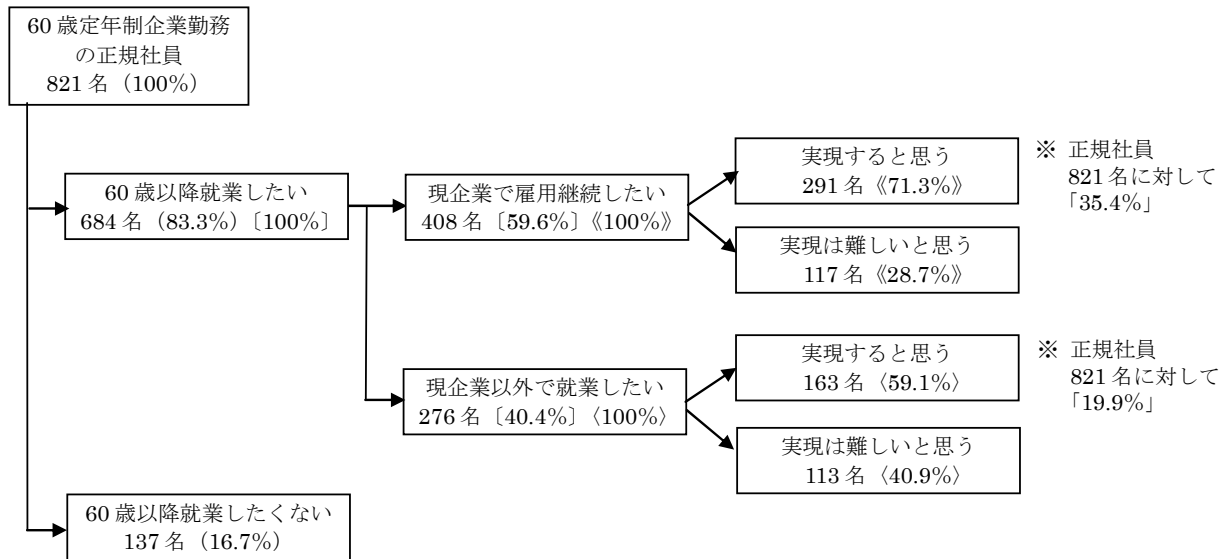 60 歳定年制企業勤務
の正規社員
821 名（100%）
60 歳以降就業したい
684 名（83.3%）〔100%〕
現企業で雇用継続したい
408 名〔59.6%〕《100%》
実現すると思う
291 名《71.3%》
※ 正規社員
821 名に対して
「35.4%」
実現は難しいと思う
117 名《28.7%》
現企業以外で就業したい
276 名〔40.4%〕〈100%〉
実現すると思う
163 名〈59.1%〉
※ 正規社員
821 名に対して
「19.9%」
実現は難しいと思う
113 名〈40.9%〉
60 歳以降就業したくない
137 名（16.7%）